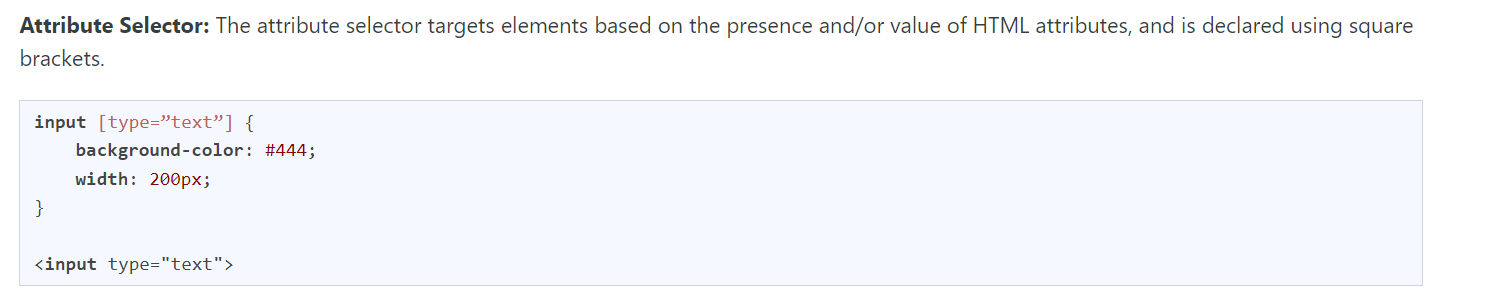 Attribute Selector: The attribute selector targets elements based on the presence and/or value of HTML attributes, and is declared using square
brackets.
input [type=”text”] {
    background-color: #444;
    width: 200px;
}
<input type="text">